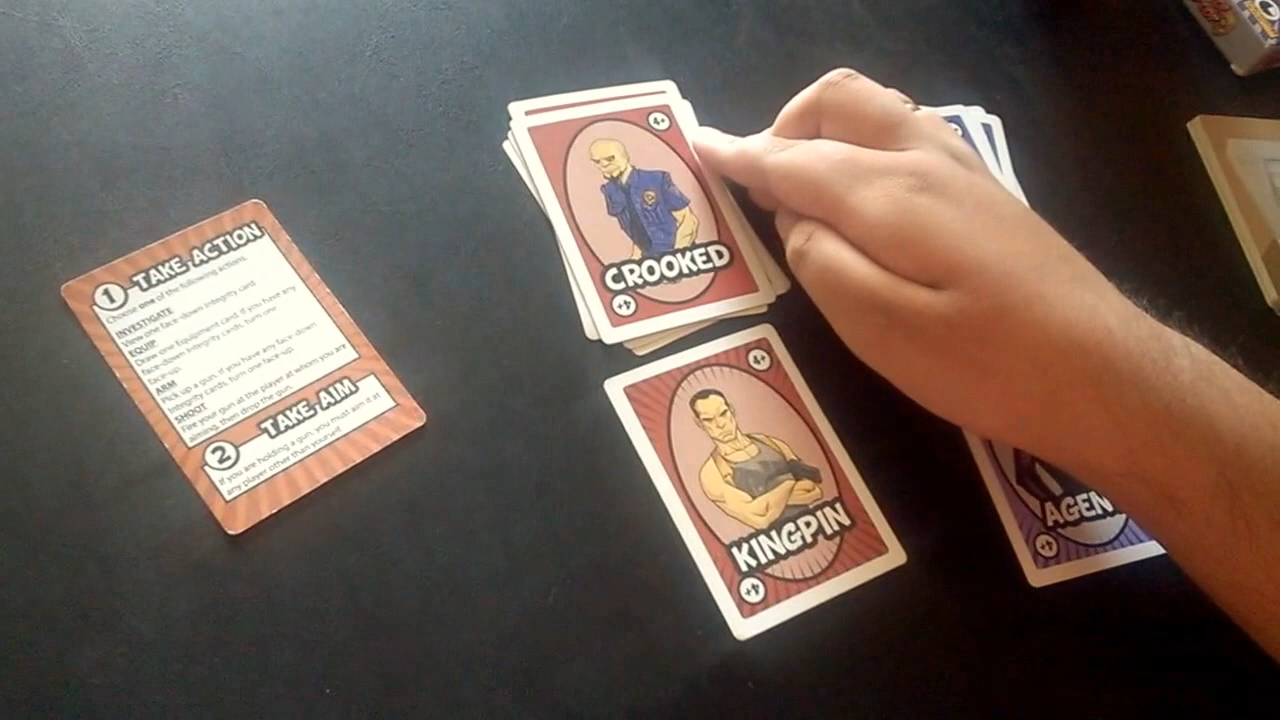 1 TAKE ACTION
Choose one of the following actions.
INVESTIGATE
View one face-down integrity card.
EQUIP
Draw one Equipment card. If you have any
face-down Integrity cards, turn one
face-up.
ARM
Pick up a gun. If you have any face-down
Integrity cards, turn one face-up.
SHOOT
Fire your gun at the player at whom you are
aiming, then drop the gun.
2 TAKE AIM
If you are holding a gun, you must aim it at
any player other than yourself.
4+
CROOKED
4+
4+
KINGPIN
4+
AGEN
4+